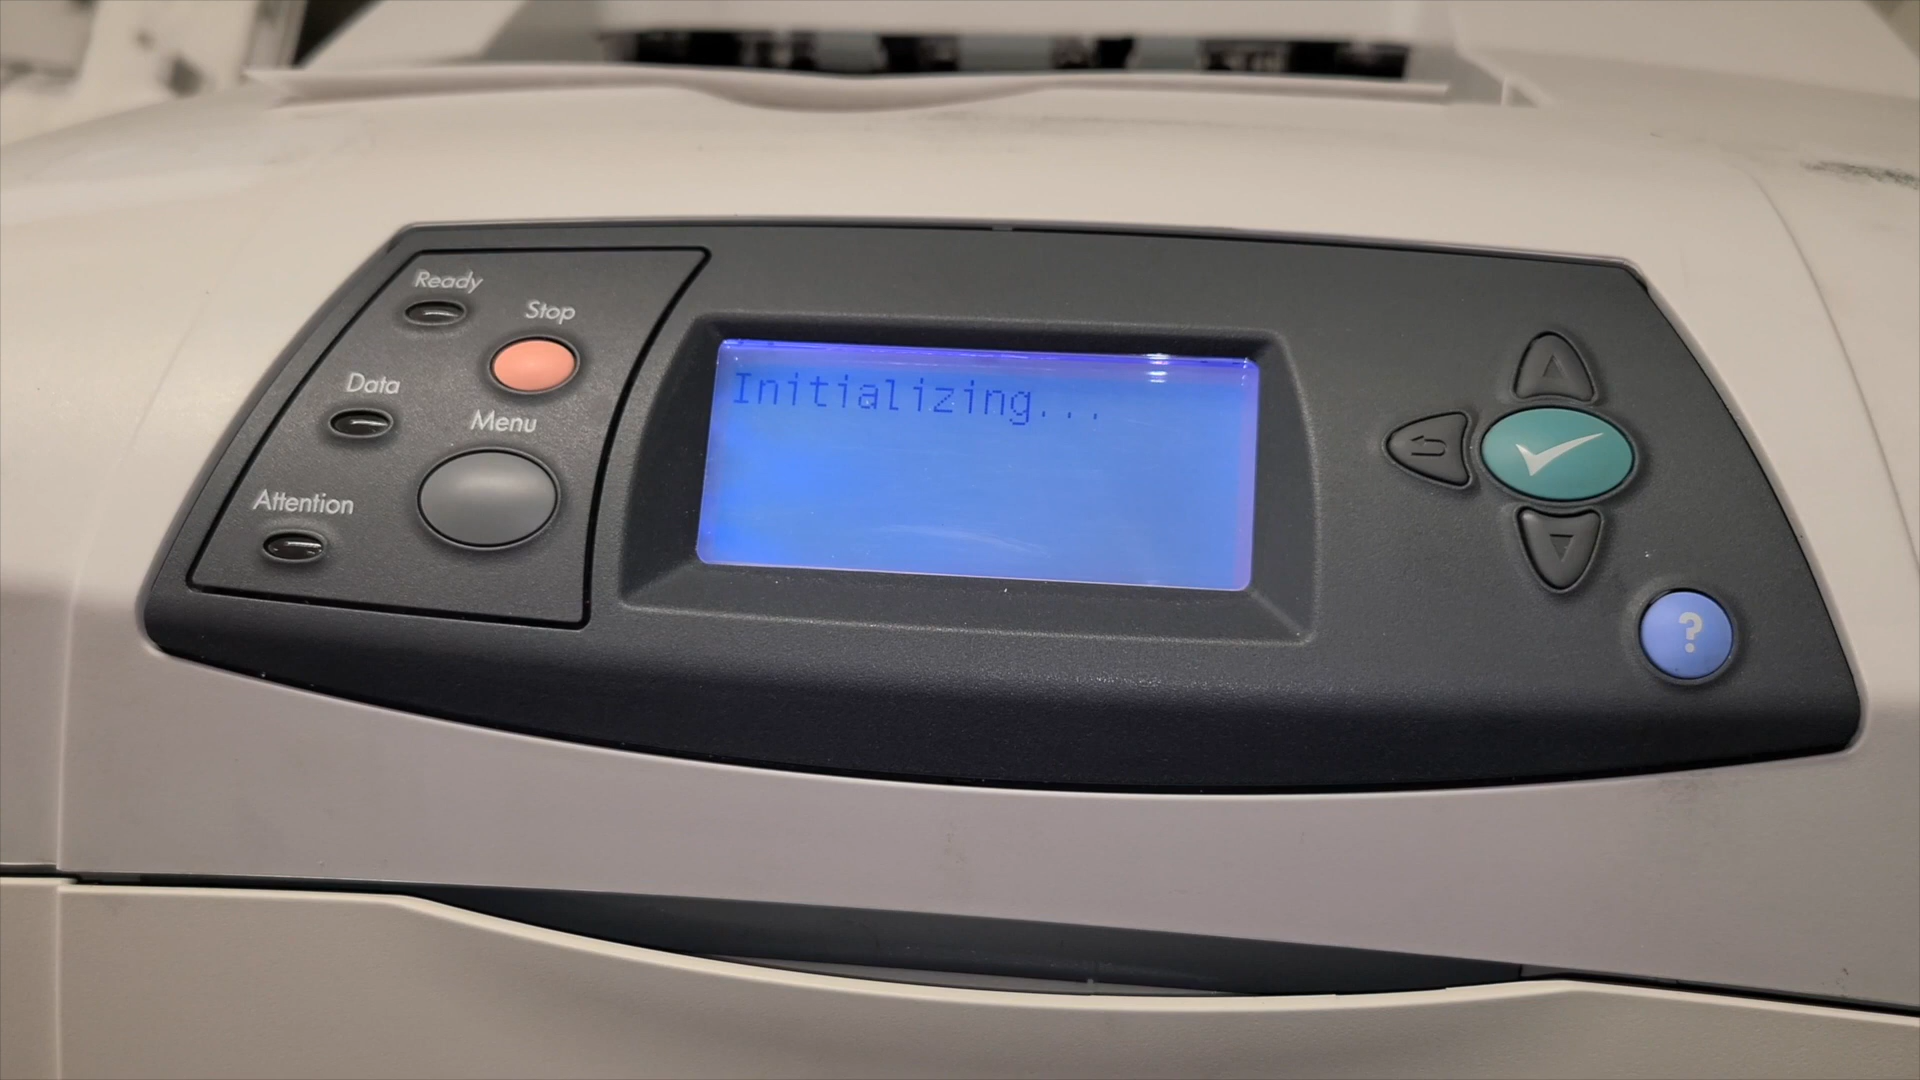 Ready
Stop
Data
Menu
Attention
Initializing...
?